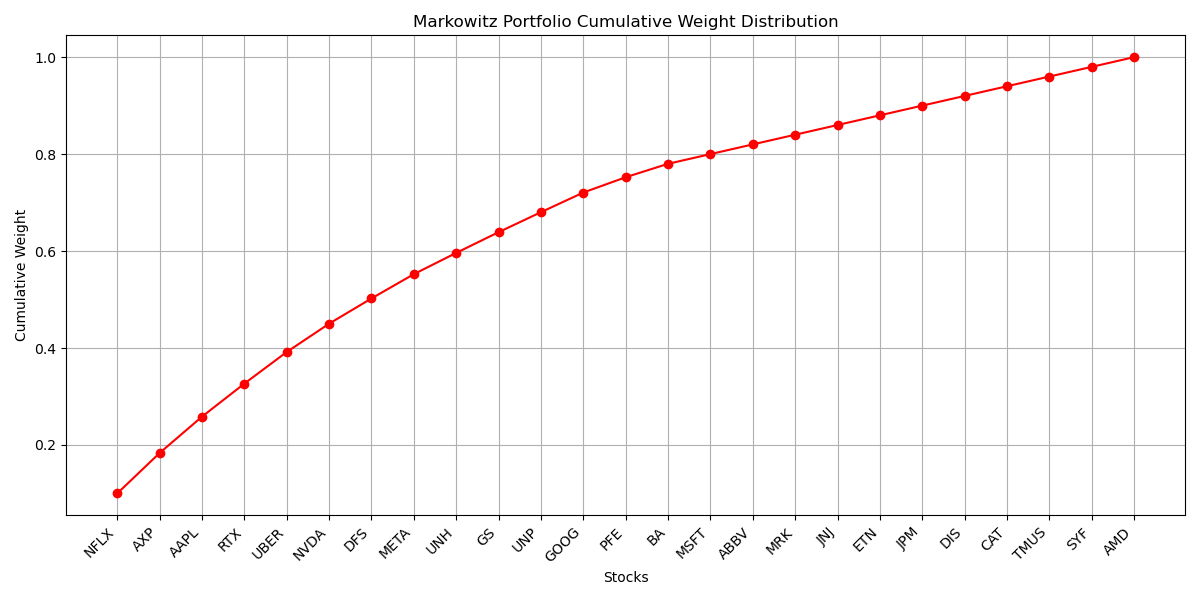 Markowitz Portfolio Cumulative Weight Distribution
1.0
0.8
0.6
0.4
0.2
Cumulative Weight
NFLX
AXP
AAPL
RTX
UBER
NVDA
DFS
META
UNH
GS
UNP
GOOG
PFE
BA
MSFT
ABBV
MRK
JNJ
ETN
JPM
DIS
CAT
TMUS
SYF
AMD
Stocks